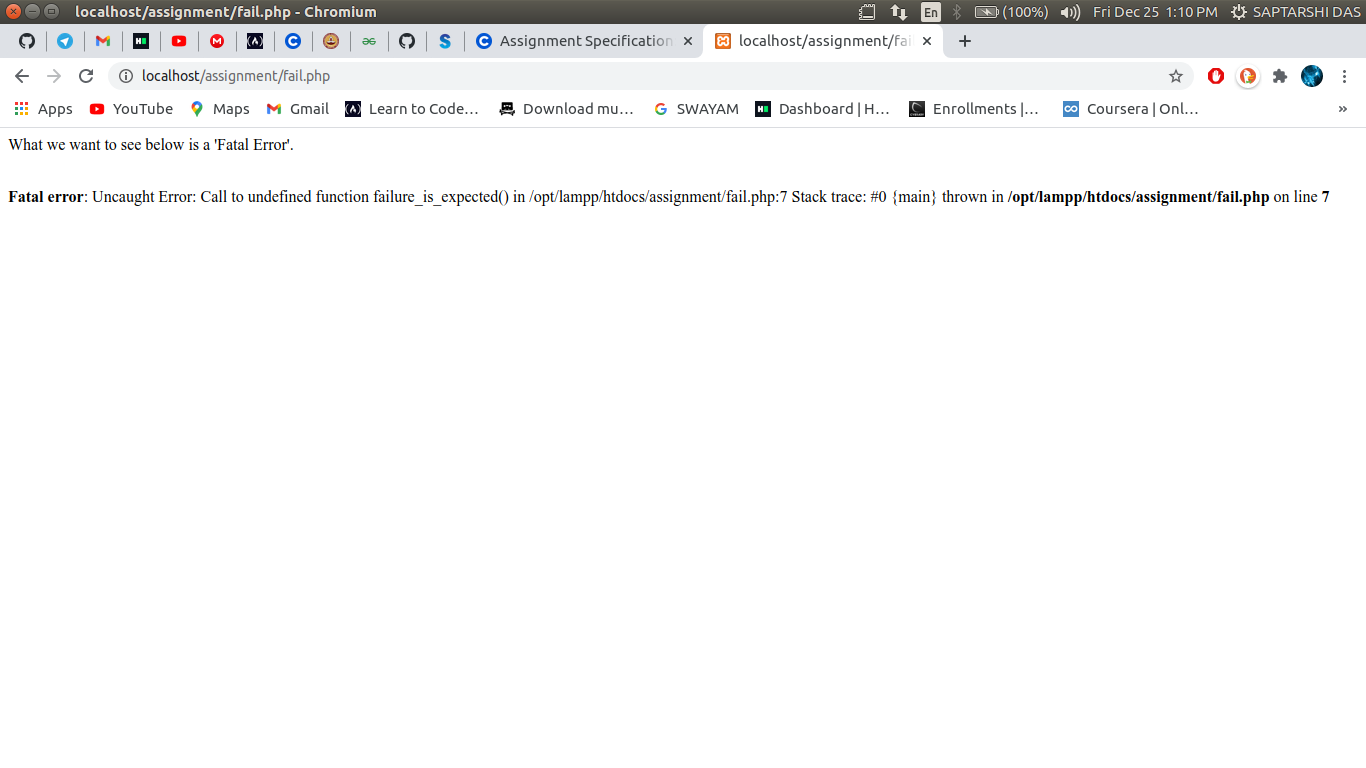 localhost/assignment/fail.php - Chromium
En (100%) Fri Dec 25 1:10 PM SAPTARSHI DAS
Assignment Specification localhost/assignment/fai
localhost/assignment/fail.php
Apps YouTube Maps Gmail Learn to Code… Download mu… SWAYAM Dashboard | H… Enrollments |… Coursera | Onl… »
What we want to see below is a 'Fatal Error'.
Fatal error: Uncaught Error: Call to undefined function failure_is_expected() in /opt/lampp/htdocs/assignment/fail.php:7 Stack trace: #0 {main} thrown in /opt/lampp/htdocs/assignment/fail.php on line 7